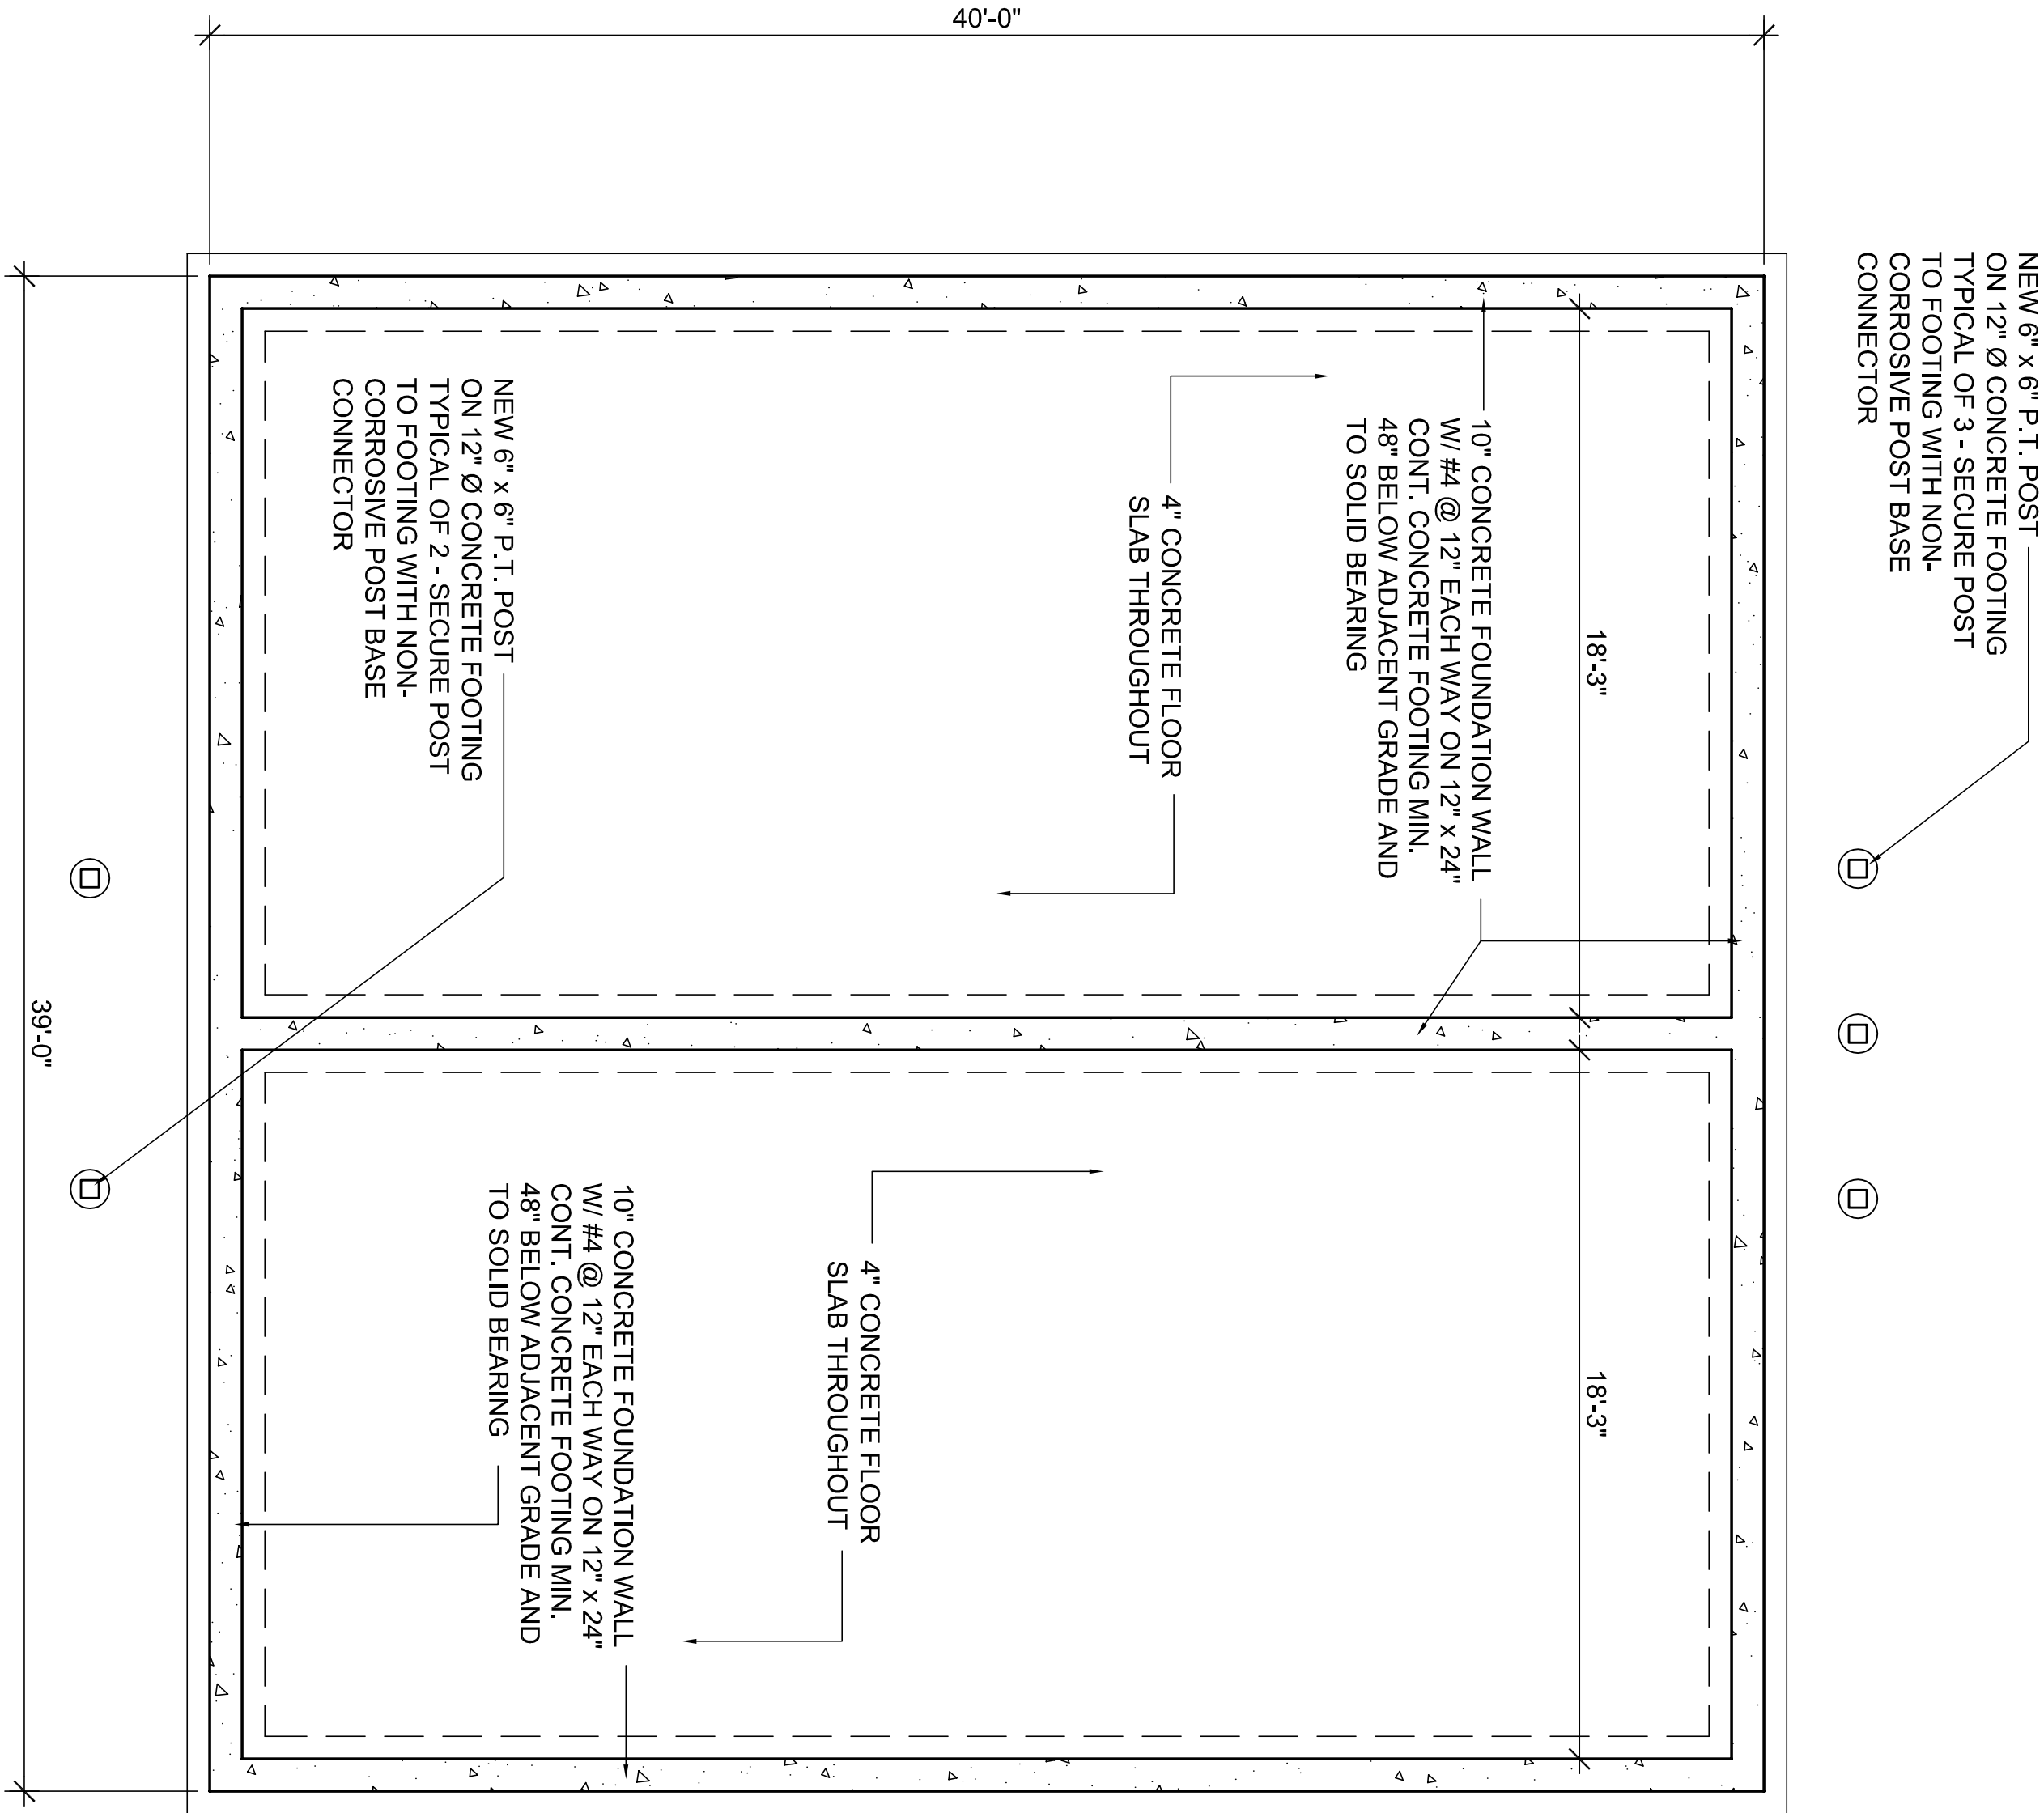 40'-0"
NEW 6" x 6" P.T. POST
ON 12" Ø CONCRETE FOOTING
TYPICAL OF 3 - SECURE POST
TO FOOTING WITH NON-
CORROSIVE POST BASE
CONNECTOR
18'-3"
10" CONCRETE FOUNDATION WALL
W/ #4 @ 12" EACH WAY ON 12" x 24"
CONT. CONCRETE FOOTING MIN.
48" BELOW ADJACENT GRADE AND
TO SOLID BEARING
4" CONCRETE FLOOR
SLAB THROUGHOUT
NEW 6" x 6" P.T. POST
ON 12" Ø CONCRETE FOOTING
TYPICAL OF 2 - SECURE POST
TO FOOTING WITH NON-
CORROSIVE POST BASE
CONNECTOR
18'-3"
4" CONCRETE FLOOR
SLAB THROUGHOUT
10" CONCRETE FOUNDATION WALL
W/ #4 @ 12" EACH WAY ON 12" x 24"
CONT. CONCRETE FOOTING MIN.
48" BELOW ADJACENT GRADE AND
TO SOLID BEARING
39'-0"